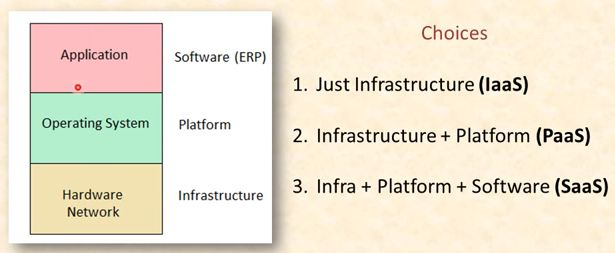 Application
Software (ERP)
Operating System
Platform
Hardware
Network
Infrastructure
Choices
1. Just Infrastructure (IaaS)
2. Infrastructure + Platform (PaaS)
3. Infra + Platform + Software (SaaS)